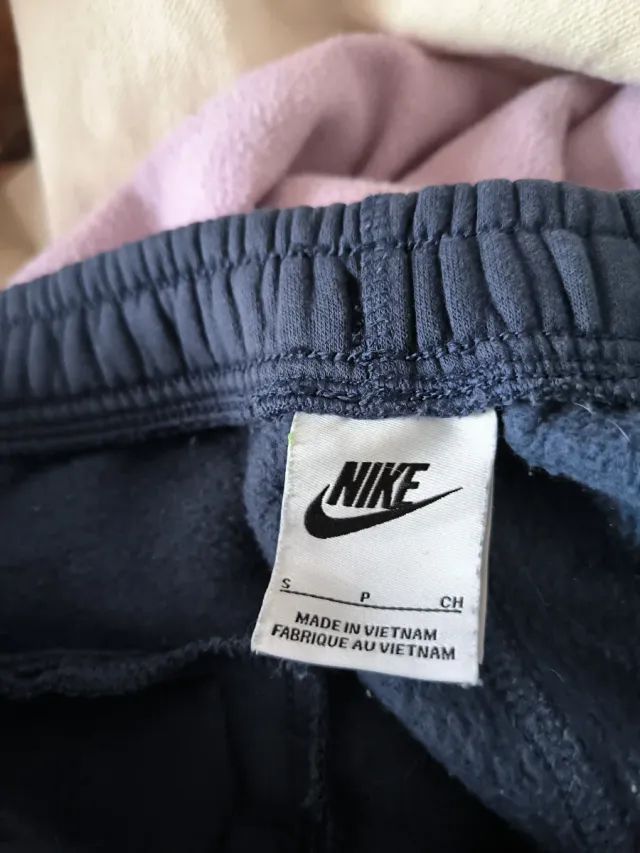 NIKE
S P CH
MADE IN VIETNAM
FABRIQUE AU VIETNAM